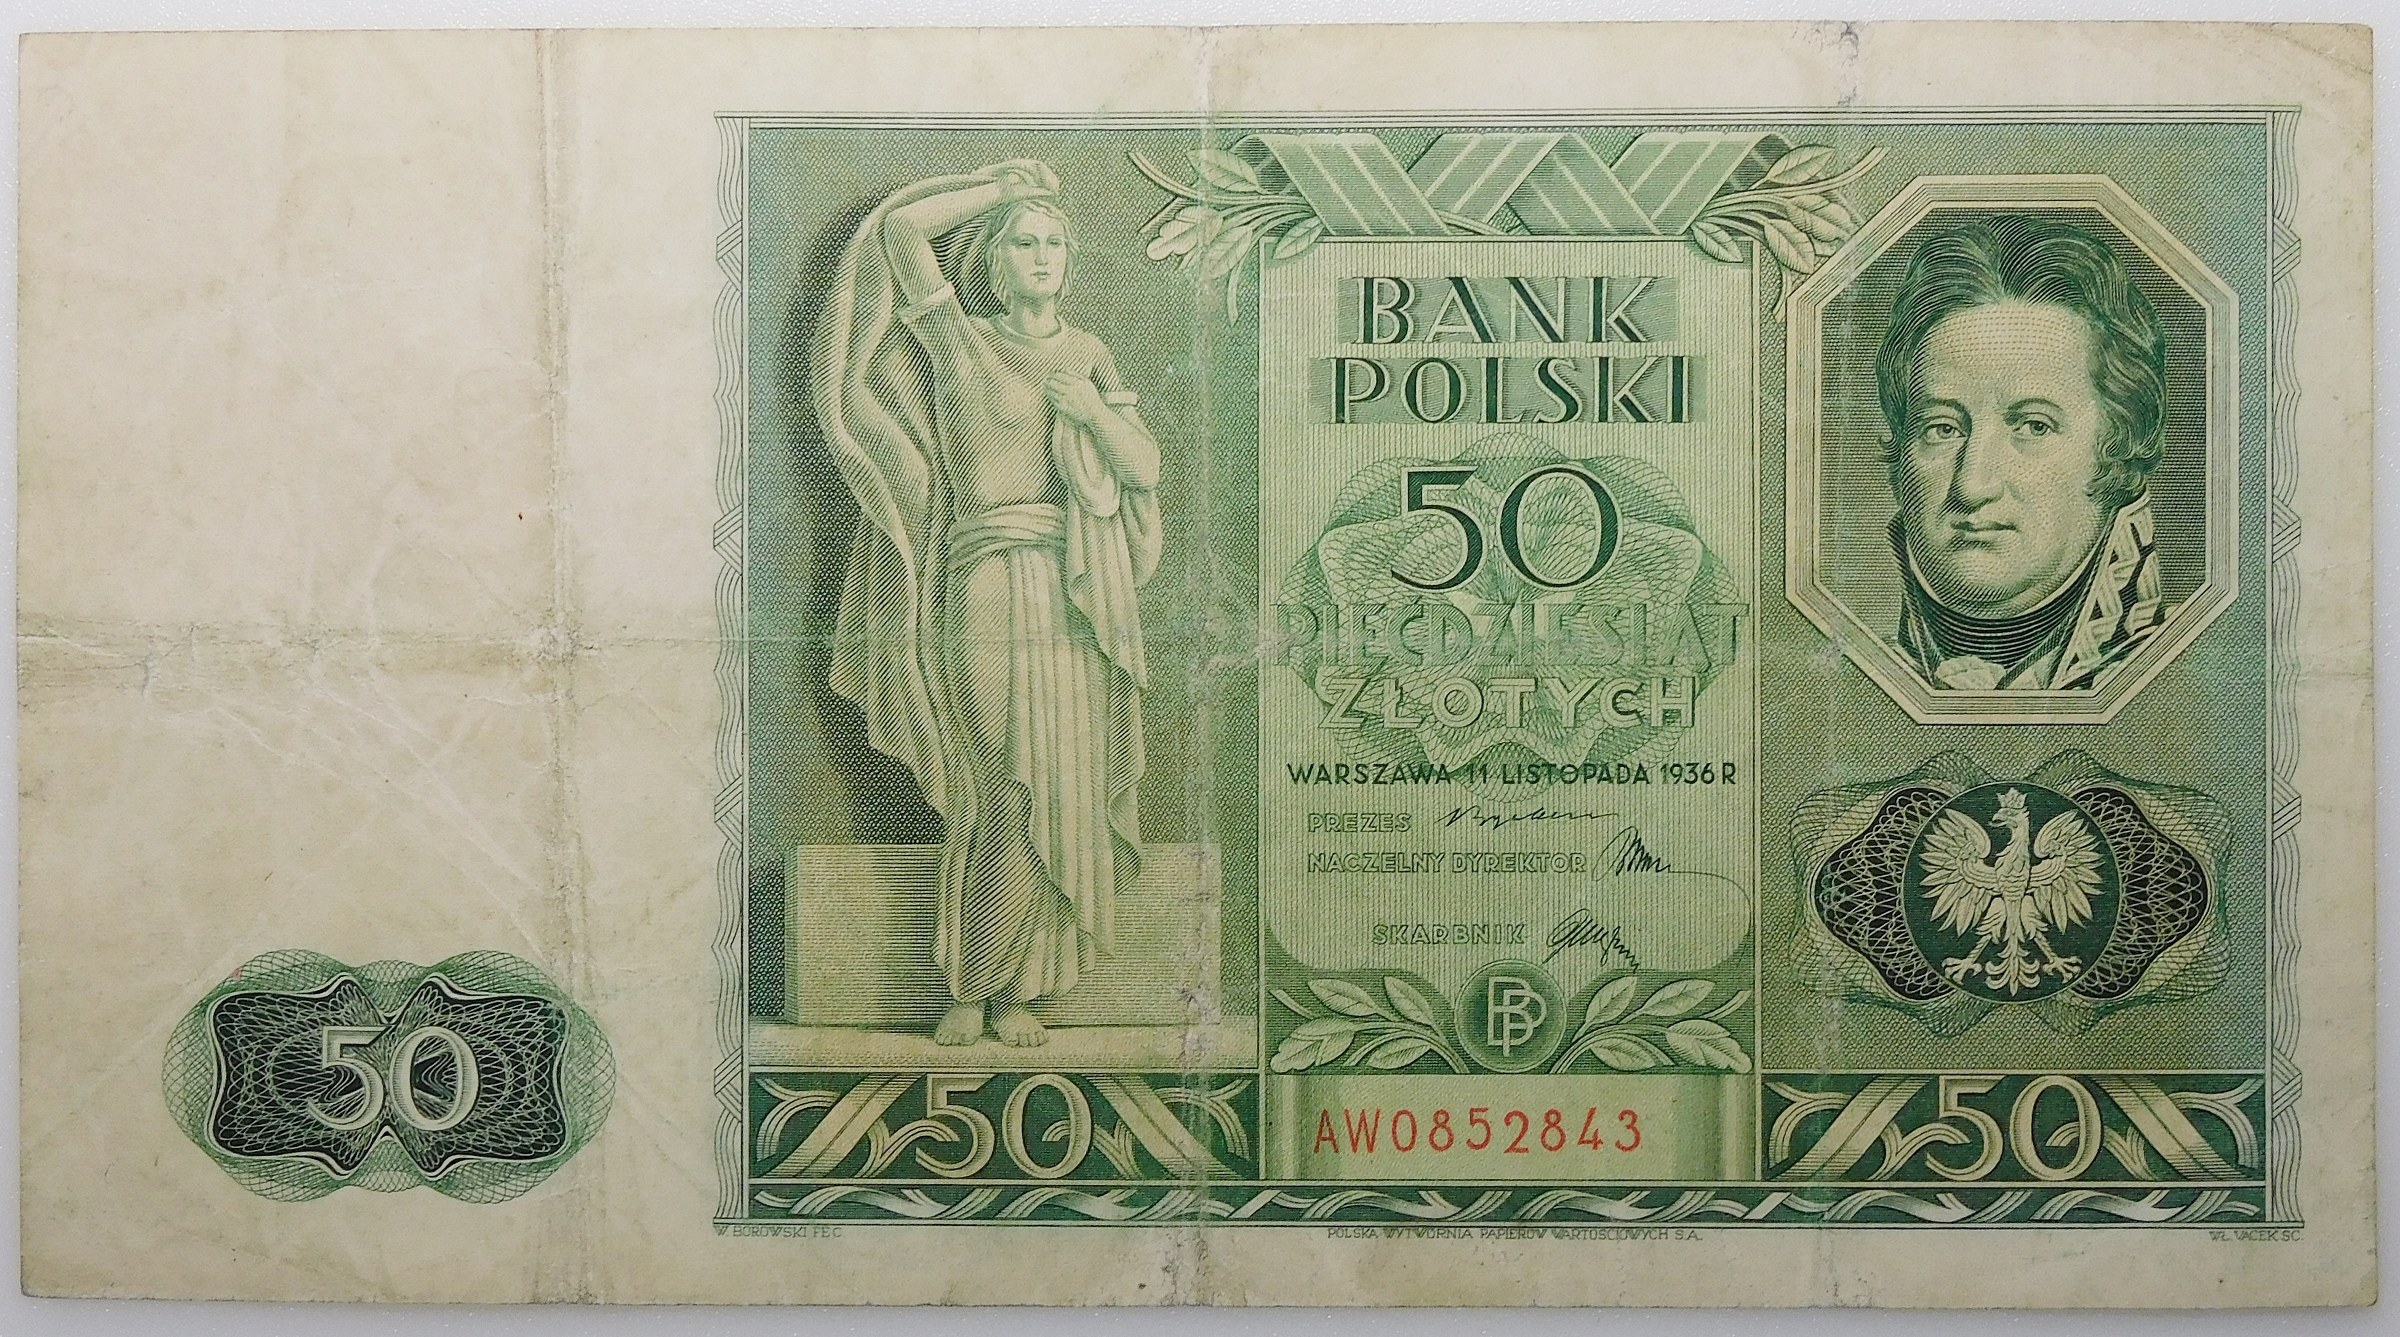 BANK
POLSKI
50
PIĘĆDZIESIĄT
ZŁOTYCH
WARSZAWA 11 LISTOPADA 1936 R
PREZES
NACZELNY DYREKTOR
SKARBNIK
BP
50
50
AW0852843
50
W. BOROWSKI FEC
POLSKA WYTWÓRNIA PAPIERÓW WARTOŚCIOWYCH S.A.
WŁ. VACEK SC.